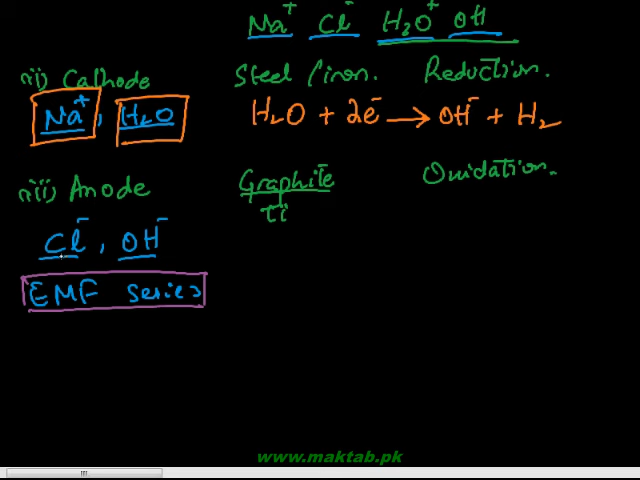 Na⁺ Cl⁻ H₂O⁺ OH
ii) Cathode Steel/iron. Reduction.
Na⁺, H₂O H₂O + 2e⁻ → OH⁻ + H₂
iii) Anode Graphite Oxidation.
Ti
Cl⁻, OH⁻
EMF series
www.maktab.pk